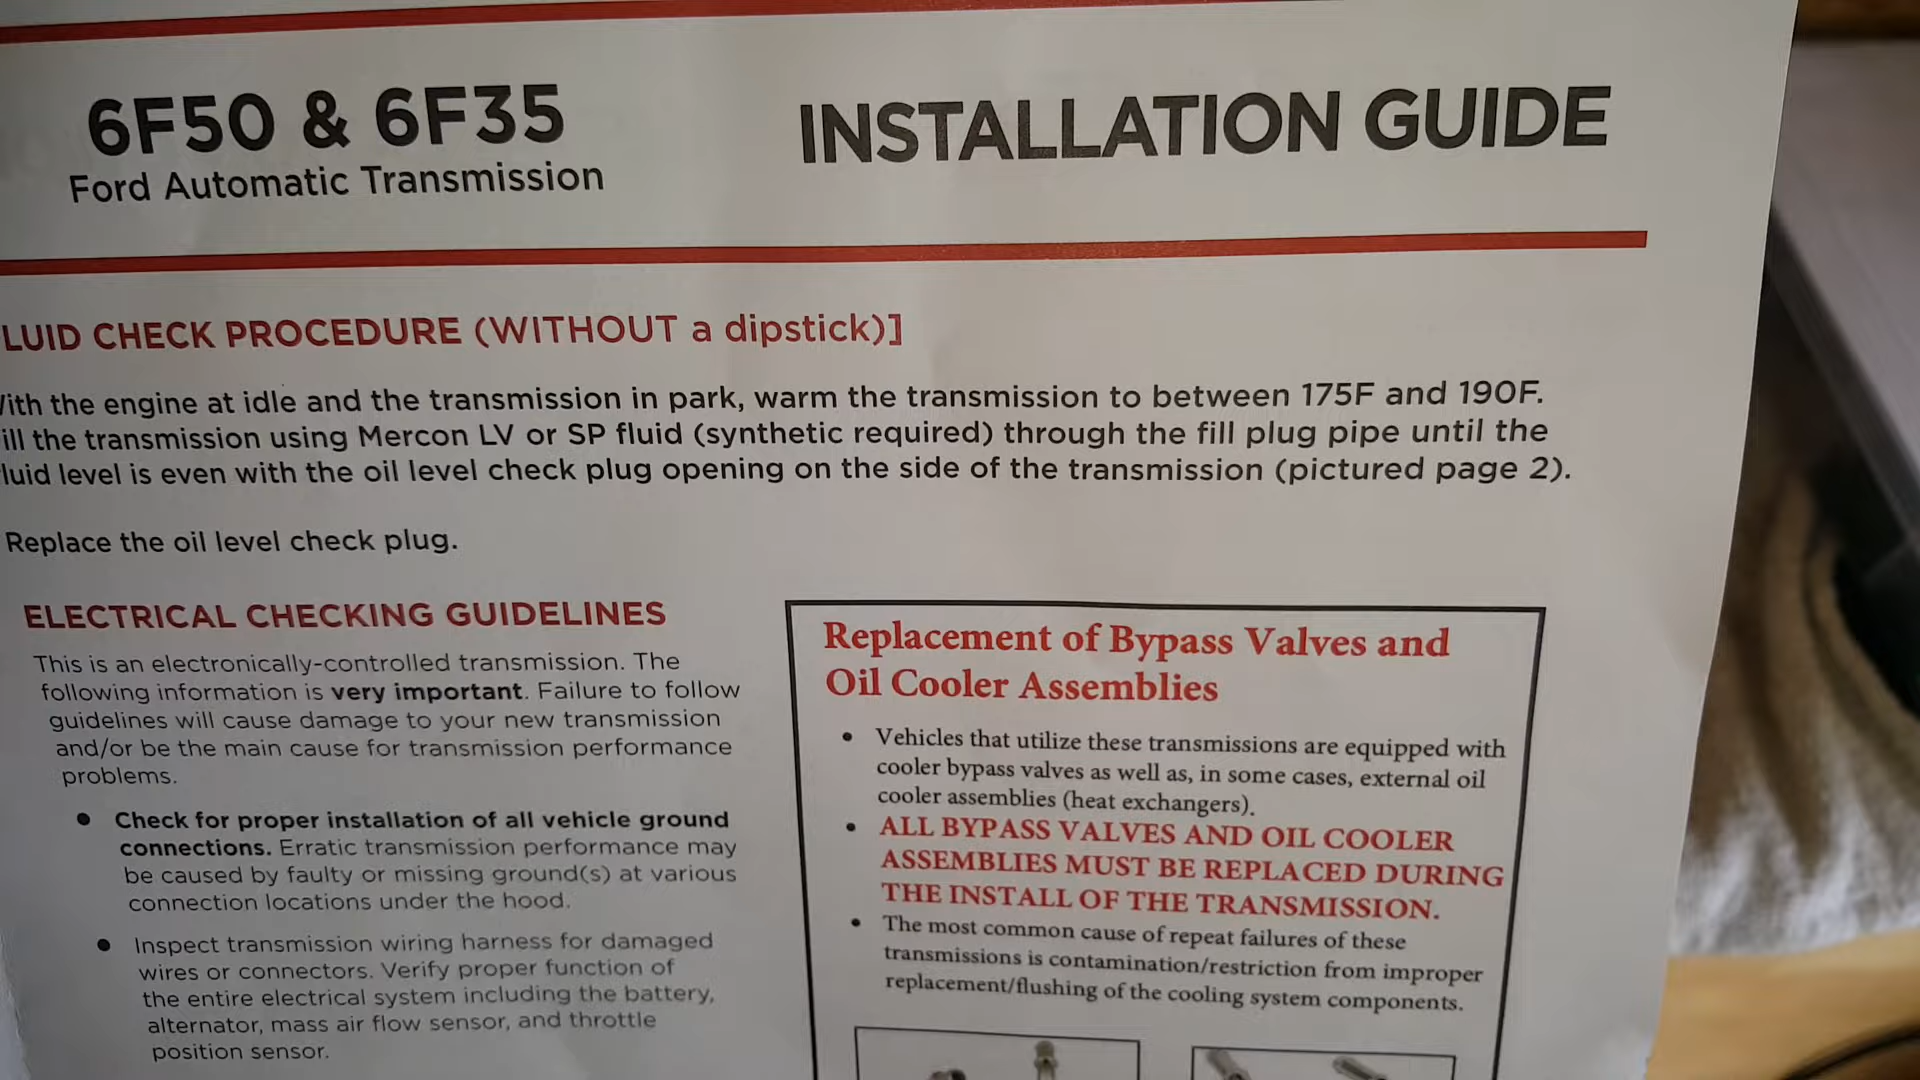 6F50 & 6F35
Ford Automatic Transmission
INSTALLATION GUIDE
LUID CHECK PROCEDURE (WITHOUT a dipstick)]
ith the engine at idle and the transmission in park, warm the transmission to between 175F and 190F.
ill the transmission using Mercon LV or SP fluid (synthetic required) through the fill plug pipe until the
luid level is even with the oil level check plug opening on the side of the transmission (pictured page 2).
Replace the oil level check plug.
ELECTRICAL CHECKING GUIDELINES
This is an electronically-controlled transmission. The
following information is very important. Failure to follow
guidelines will cause damage to your new transmission
and/or be the main cause for transmission performance
problems.
● Check for proper installation of all vehicle ground
connections. Erratic transmission performance may
be caused by faulty or missing ground(s) at various
connection locations under the hood.
● Inspect transmission wiring harness for damaged
wires or connectors. Verify proper function of
the entire electrical system including the battery,
alternator, mass air flow sensor, and throttle
position sensor.
Replacement of Bypass Valves and
Oil Cooler Assemblies
• Vehicles that utilize these transmissions are equipped with
cooler bypass valves as well as, in some cases, external oil
cooler assemblies (heat exchangers).
• ALL BYPASS VALVES AND OIL COOLER
ASSEMBLIES MUST BE REPLACED DURING
THE INSTALL OF THE TRANSMISSION.
• The most common cause of repeat failures of these
transmissions is contamination/restriction from improper
replacement/flushing of the cooling system components.